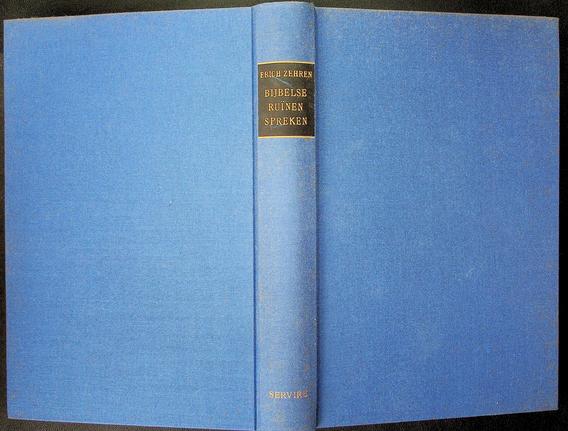 ERICH ZEHREN
BIJBELSE
RUÏNEN
SPREKEN
SERVIRE